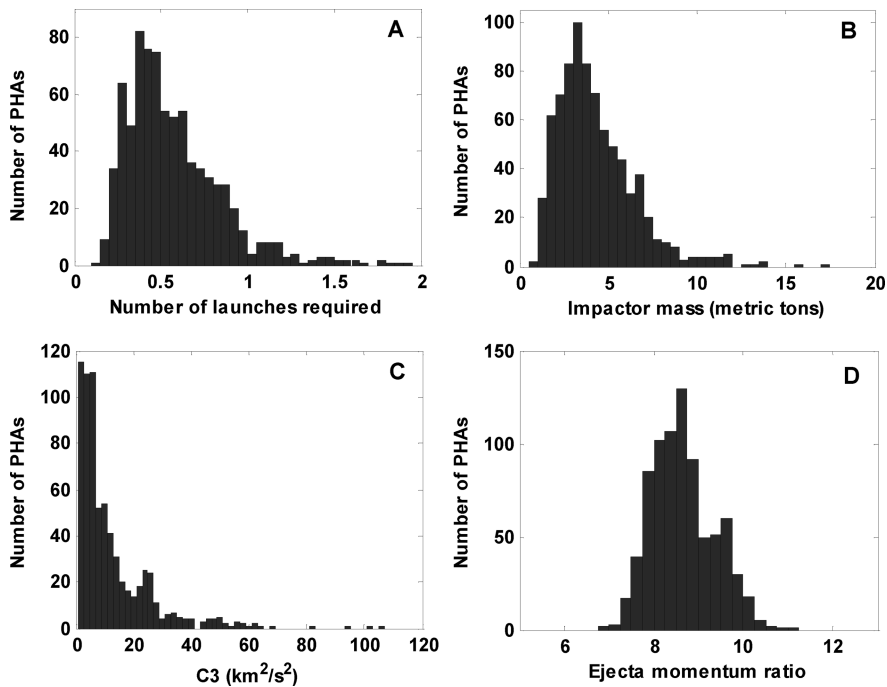 A
Number of PHAs
80
60
40
20
0
0 0.5 1 1.5 2
Number of launches required
B
Number of PHAs
100
80
60
40
20
0
0 5 10 15 20
Impactor mass (metric tons)
C
Number of PHAs
120
100
80
60
40
20
0
0 20 40 60 80 100 120
C3 (km²/s²)
D
Number of PHAs
150
100
50
0
6 8 10 12
Ejecta momentum ratio